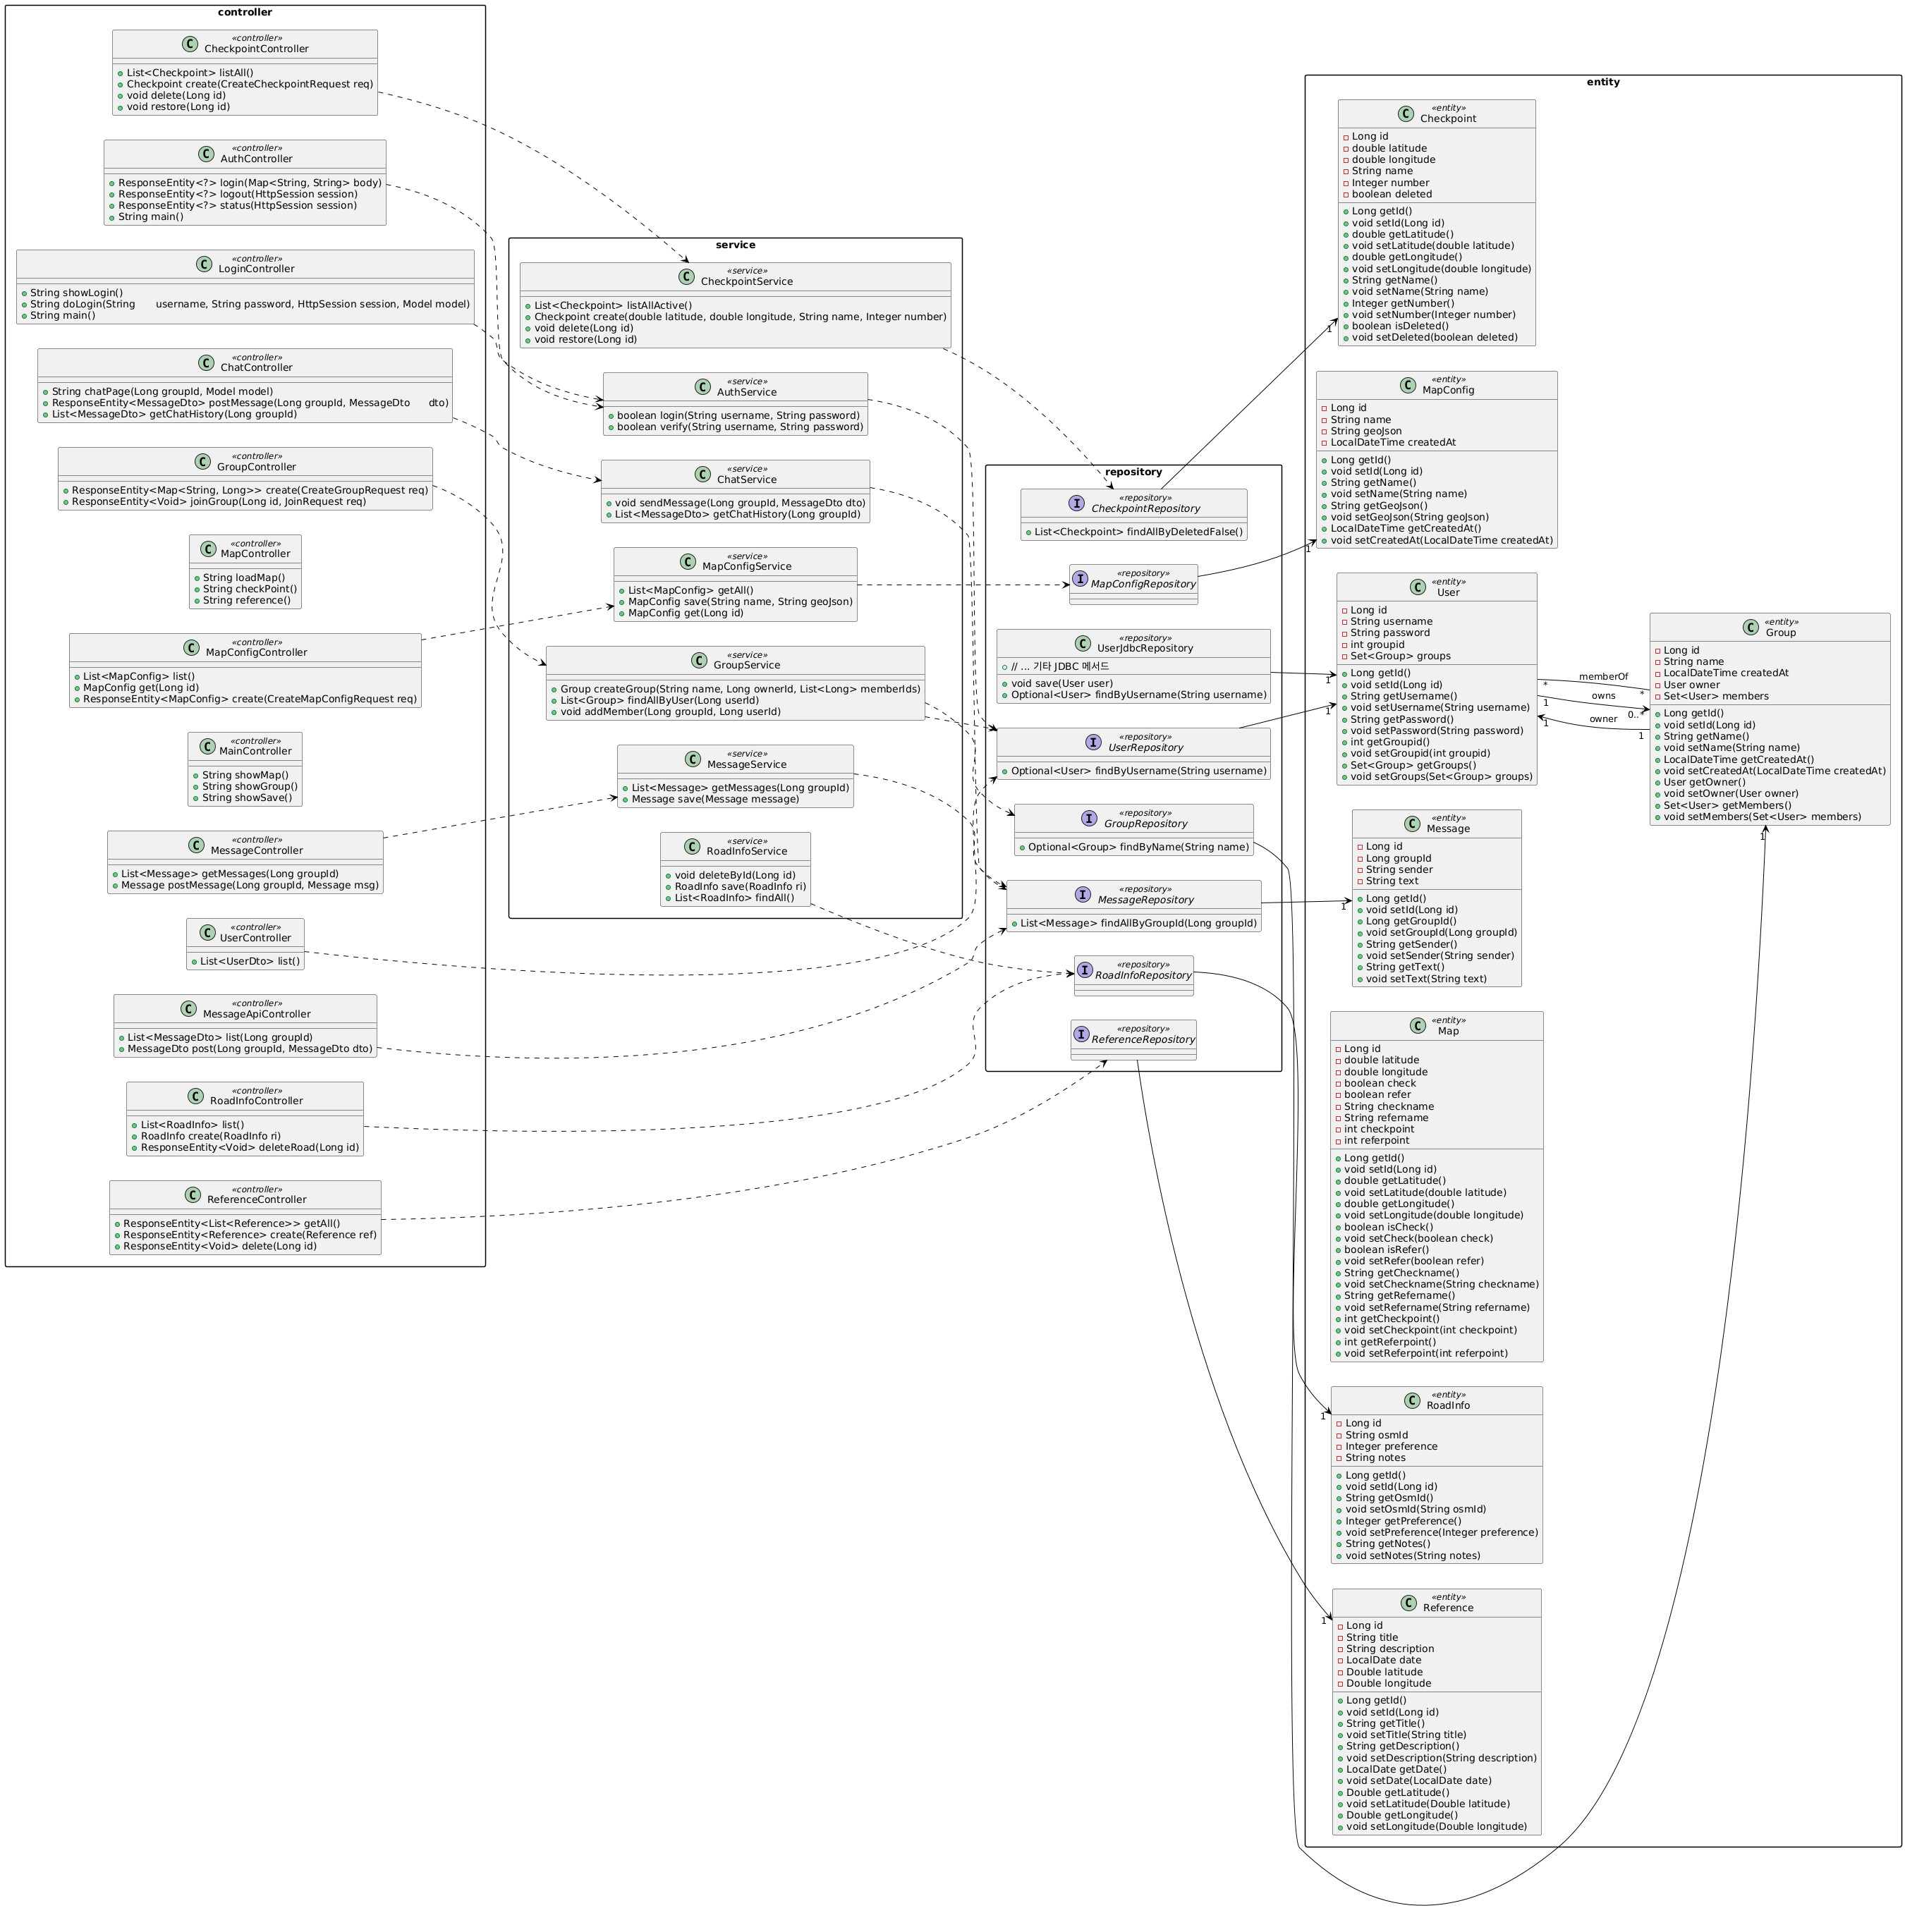 controller
«controller»
CheckpointController
List<Checkpoint> listAll()
Checkpoint create(CreateCheckpointRequest req)
void delete(Long id)
void restore(Long id)
«controller»
AuthController
ResponseEntity<?> login(Map<String, String> body)
ResponseEntity<?> logout(HttpSession session)
ResponseEntity<?> status(HttpSession session)
String main()
«controller»
LoginController
String showLogin()
String doLogin(String username, String password, HttpSession session, Model model)
String main()
«controller»
ChatController
String chatPage(Long groupId, Model model)
ResponseEntity<MessageDto> postMessage(Long groupId, MessageDto dto)
List<MessageDto> getChatHistory(Long groupId)
«controller»
GroupController
ResponseEntity<Map<String, Long>> create(CreateGroupRequest req)
ResponseEntity<Void> joinGroup(Long id, JoinRequest req)
«controller»
MapController
String loadMap()
String checkPoint()
String reference()
«controller»
MapConfigController
List<MapConfig> list()
MapConfig get(Long id)
ResponseEntity<MapConfig> create(CreateMapConfigRequest req)
«controller»
MainController
String showMap()
String showGroup()
String showSave()
«controller»
MessageController
List<Message> getMessages(Long groupId)
Message postMessage(Long groupId, Message msg)
«controller»
UserController
List<UserDto> list()
«controller»
MessageApiController
List<MessageDto> list(Long groupId)
MessageDto post(Long groupId, MessageDto dto)
«controller»
RoadInfoController
List<RoadInfo> list()
RoadInfo create(RoadInfo ri)
ResponseEntity<Void> deleteRoad(Long id)
«controller»
ReferenceController
ResponseEntity<List<Reference>> getAll()
ResponseEntity<Reference> create(Reference ref)
ResponseEntity<Void> delete(Long id)
service
«service»
CheckpointService
List<Checkpoint> listAllActive()
Checkpoint create(double latitude, double longitude, String name, Integer number)
void delete(Long id)
void restore(Long id)
«service»
AuthService
boolean login(String username, String password)
boolean verify(String username, String password)
«service»
ChatService
void sendMessage(Long groupId, MessageDto dto)
List<MessageDto> getChatHistory(Long groupId)
«service»
MapConfigService
List<MapConfig> getAll()
MapConfig save(String name, String geoJson)
MapConfig get(Long id)
«service»
GroupService
Group createGroup(String name, Long ownerId, List<Long> memberIds)
List<Group> findAllByUser(Long userId)
void addMember(Long groupId, Long userId)
«service»
MessageService
List<Message> getMessages(Long groupId)
Message save(Message message)
«service»
RoadInfoService
void deleteById(Long id)
RoadInfo save(RoadInfo ri)
List<RoadInfo> findAll()
repository
«repository»
CheckpointRepository
List<Checkpoint> findAllByDeletedFalse()
«repository»
MapConfigRepository
«repository»
UserJdbcRepository
// ... 기타 JDBC 메서드
void save(User user)
Optional<User> findByUsername(String username)
«repository»
UserRepository
Optional<User> findByUsername(String username)
«repository»
GroupRepository
Optional<Group> findByName(String name)
«repository»
MessageRepository
List<Message> findAllByGroupId(Long groupId)
«repository»
RoadInfoRepository
«repository»
ReferenceRepository
entity
«entity»
Checkpoint
Long id
double latitude
double longitude
String name
Integer number
boolean deleted
Long getId()
void setId(Long id)
double getLatitude()
void setLatitude(double latitude)
double getLongitude()
void setLongitude(double longitude)
String getName()
void setName(String name)
Integer getNumber()
void setNumber(Integer number)
boolean isDeleted()
void setDeleted(boolean deleted)
1
«entity»
MapConfig
Long id
String name
String geoJson
LocalDateTime createdAt
Long getId()
void setId(Long id)
String getName()
void setName(String name)
String getGeoJson()
void setGeoJson(String geoJson)
LocalDateTime getCreatedAt()
void setCreatedAt(LocalDateTime createdAt)
1
«entity»
User
Long id
String username
String password
int groupid
Set<Group> groups
Long getId()
void setId(Long id)
String getUsername()
void setUsername(String username)
String getPassword()
void setPassword(String password)
int getGroupid()
void setGroupid(int groupid)
Set<Group> getGroups()
void setGroups(Set<Group> groups)
1
1
memberOf
* *
owns
1 0..*
owner
1 1
«entity»
Group
Long id
String name
LocalDateTime createdAt
User owner
Set<User> members
Long getId()
void setId(Long id)
String getName()
void setName(String name)
LocalDateTime getCreatedAt()
void setCreatedAt(LocalDateTime createdAt)
User getOwner()
void setOwner(User owner)
Set<User> getMembers()
void setMembers(Set<User> members)
1
«entity»
Message
Long id
Long groupId
String sender
String text
Long getId()
void setId(Long id)
Long getGroupId()
void setGroupId(Long groupId)
String getSender()
void setSender(String sender)
String getText()
void setText(String text)
1
«entity»
Map
Long id
double latitude
double longitude
boolean check
boolean refer
String checkname
String refername
int checkpoint
int referpoint
Long getId()
void setId(Long id)
double getLatitude()
void setLatitude(double latitude)
double getLongitude()
void setLongitude(double longitude)
boolean isCheck()
void setCheck(boolean check)
boolean isRefer()
void setRefer(boolean refer)
String getCheckname()
void setCheckname(String checkname)
String getRefername()
void setRefername(String refername)
int getCheckpoint()
void setCheckpoint(int checkpoint)
int getReferpoint()
void setReferpoint(int referpoint)
«entity»
RoadInfo
Long id
String osmId
Integer preference
String notes
Long getId()
void setId(Long id)
String getOsmId()
void setOsmId(String osmId)
Integer getPreference()
void setPreference(Integer preference)
String getNotes()
void setNotes(String notes)
1
«entity»
Reference
Long id
String title
String description
LocalDate date
Double latitude
Double longitude
Long getId()
void setId(Long id)
String getTitle()
void setTitle(String title)
String getDescription()
void setDescription(String description)
LocalDate getDate()
void setDate(LocalDate date)
Double getLatitude()
void setLatitude(Double latitude)
Double getLongitude()
void setLongitude(Double longitude)
1